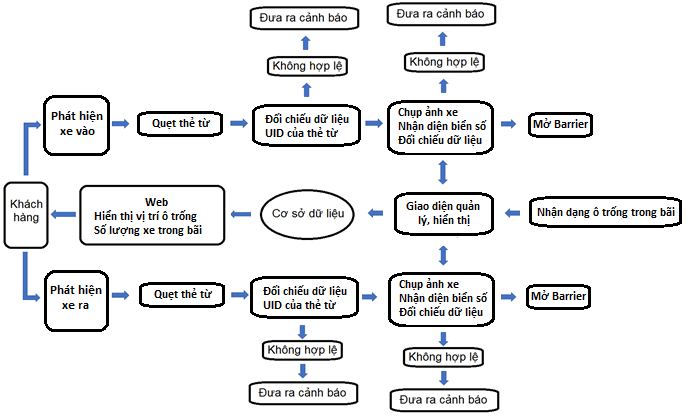 Đưa ra cảnh báo
Đưa ra cảnh báo
Không hợp lệ
Không hợp lệ
Phát hiện
xe vào
Quẹt thẻ từ
Đối chiếu dữ liệu
UID của thẻ từ
Chụp ảnh xe
Nhận diện biển số
Đối chiếu dữ liệu
Mở Barrier
Khách
hàng
Web
Hiển thị vị trí ô trống
Số lượng xe trong bãi
Cơ sở dữ liệu
Giao diện quản
lý, hiển thị
Nhận dạng ô trống trong bãi
Phát hiện
xe ra
Quẹt thẻ từ
Đối chiếu dữ liệu
UID của thẻ từ
Chụp ảnh xe
Nhận diện biển số
Đối chiếu dữ liệu
Mở Barrier
Không hợp lệ
Không hợp lệ
Đưa ra cảnh báo
Đưa ra cảnh báo